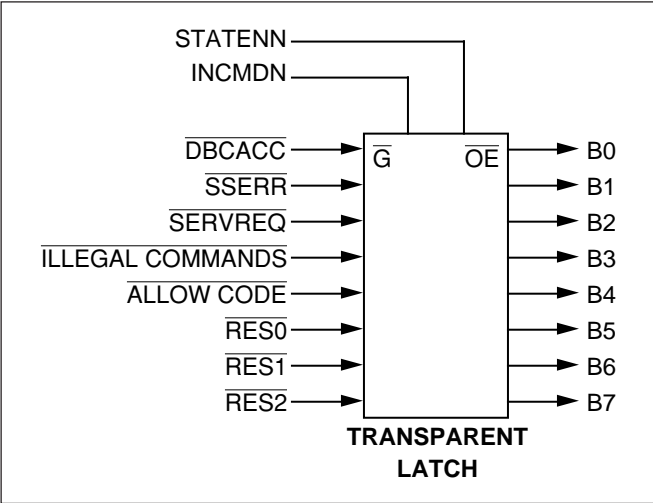 STATENN
INCMDN
DBCACC G OE B0
SSERR B1
SERVREQ B2
ILLEGAL COMMANDS B3
ALLOW CODE B4
RES0 B5
RES1 B6
RES2 B7
TRANSPARENT
LATCH